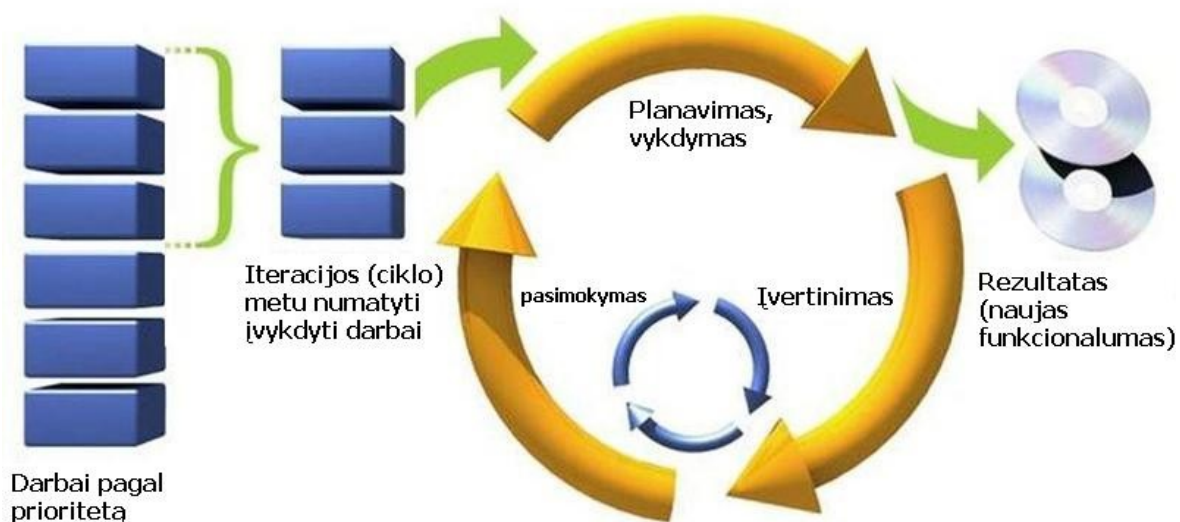 Planavimas,
vykdymas
Iteracijos (ciklo)
metu numatyti
įvykdyti darbai
pasimokymas
Įvertinimas
Rezultatas
(naujas
funkcionalumas)
Darbai pagal
prioritetą